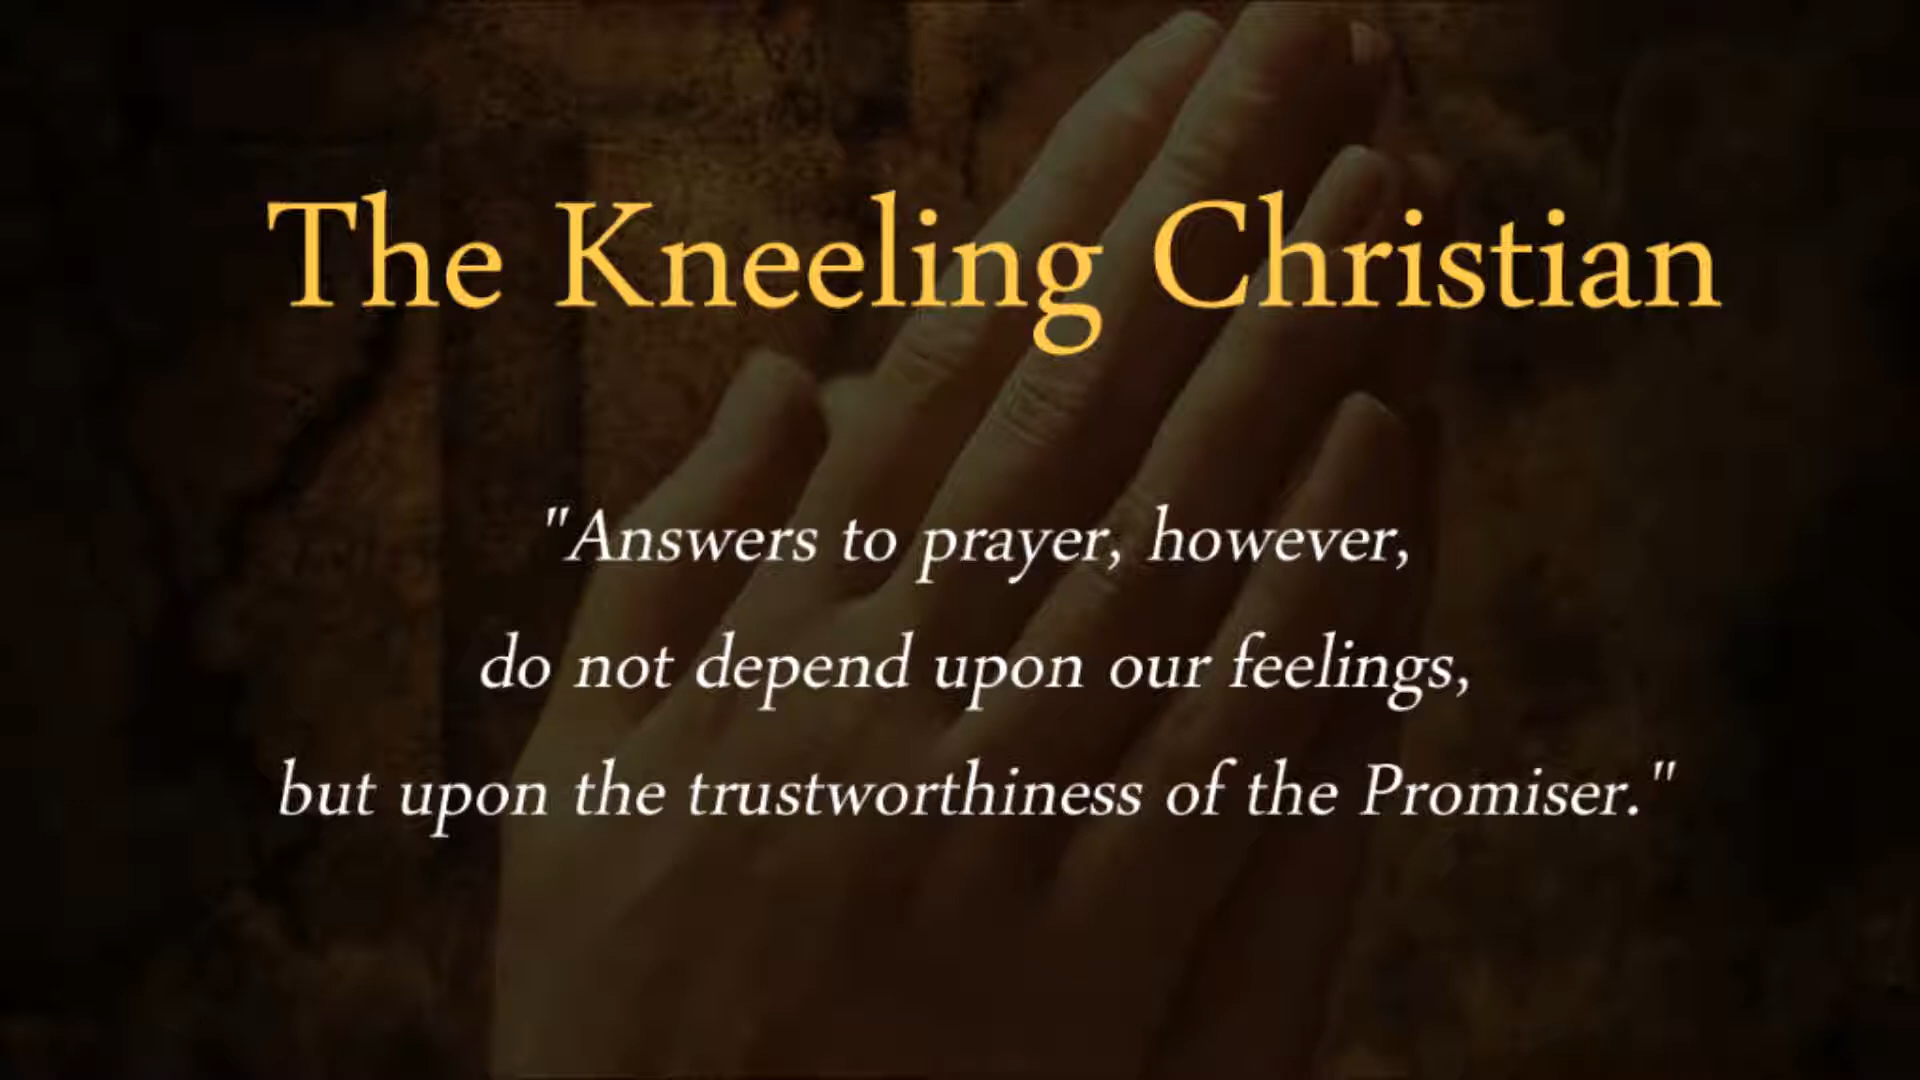 The Kneeling Christian
"Answers to prayer, however,
do not depend upon our feelings,
but upon the trustworthiness of the Promiser."